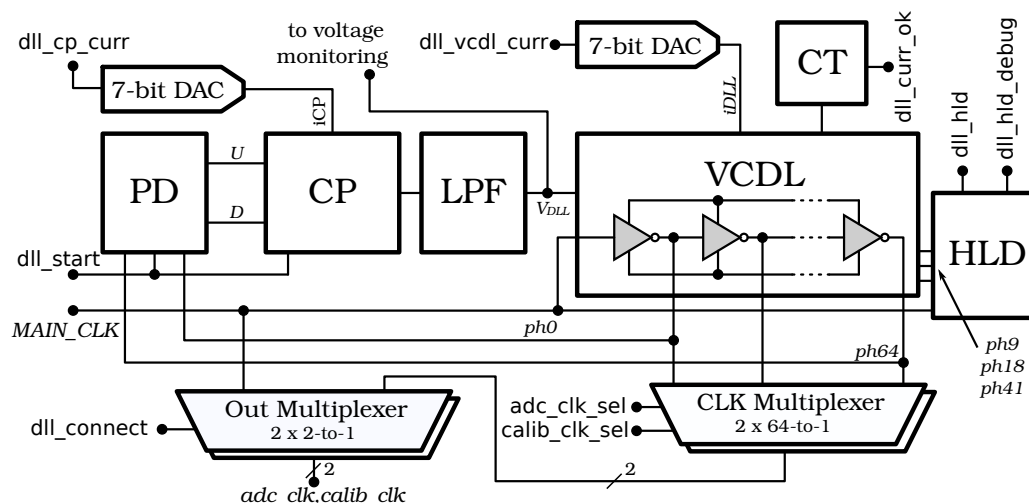 dll_cp_curr
to voltage
monitoring
dll_vcdl_curr
7-bit DAC
CT
dll_curr_ok
7-bit DAC
iCP
iDLL
dll_hld
dll_hld_debug
PD
U
D
CP
LPF
VDLL
VCDL
HLD
dll_start
MAIN_CLK
ph0
ph64
ph9
ph18
ph41
Out Multiplexer
2 x 2-to-1
dll_connect
adc_clk_sel
calib_clk_sel
CLK Multiplexer
2 x 64-to-1
2
2
adc_clk,calib_clk